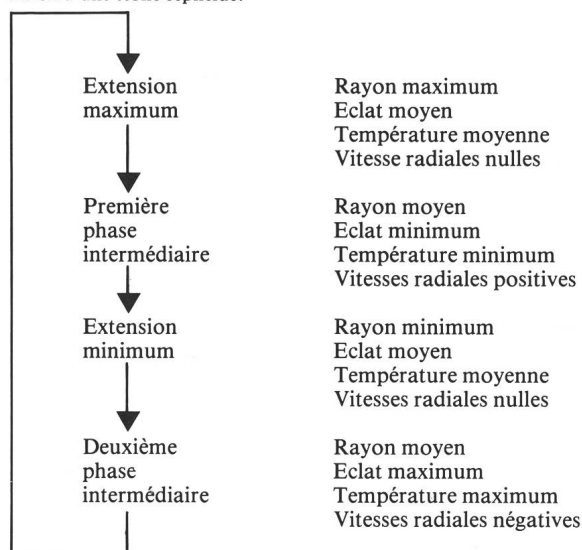 Extension
maximum
Rayon maximum
Eclat moyen
Température moyenne
Vitesse radiales nulles
Première
phase
intermédiaire
Rayon moyen
Eclat minimum
Température minimum
Vitesses radiales positives
Extension
minimum
Rayon minimum
Eclat moyen
Température moyenne
Vitesses radiales nulles
Deuxième
phase
intermédiaire
Rayon moyen
Eclat maximum
Température maximum
Vitesses radiales négatives